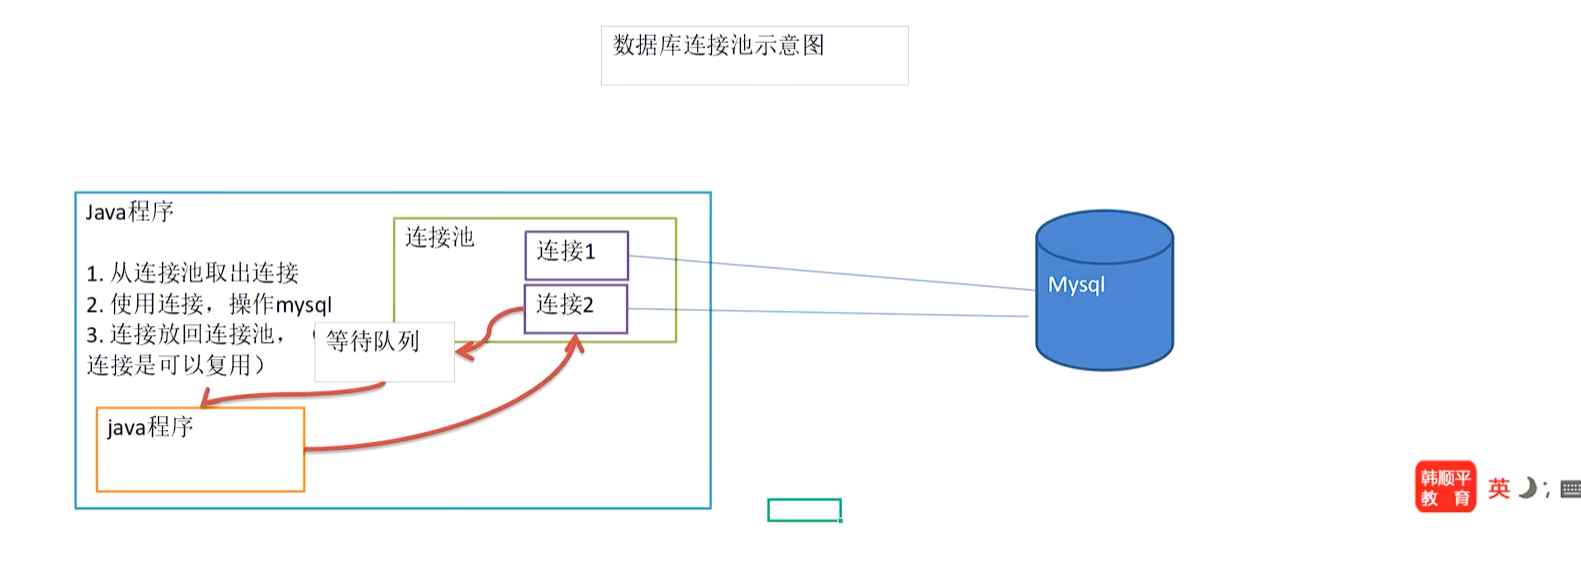 数据库连接池示意图
Java程序
1. 从连接池取出连接
2. 使用连接，操作mysql
3. 连接放回连接池，（
连接是可以复用）
连接池
连接1
连接2
等待队列
java程序
Mysql
韩顺平
教 育
英